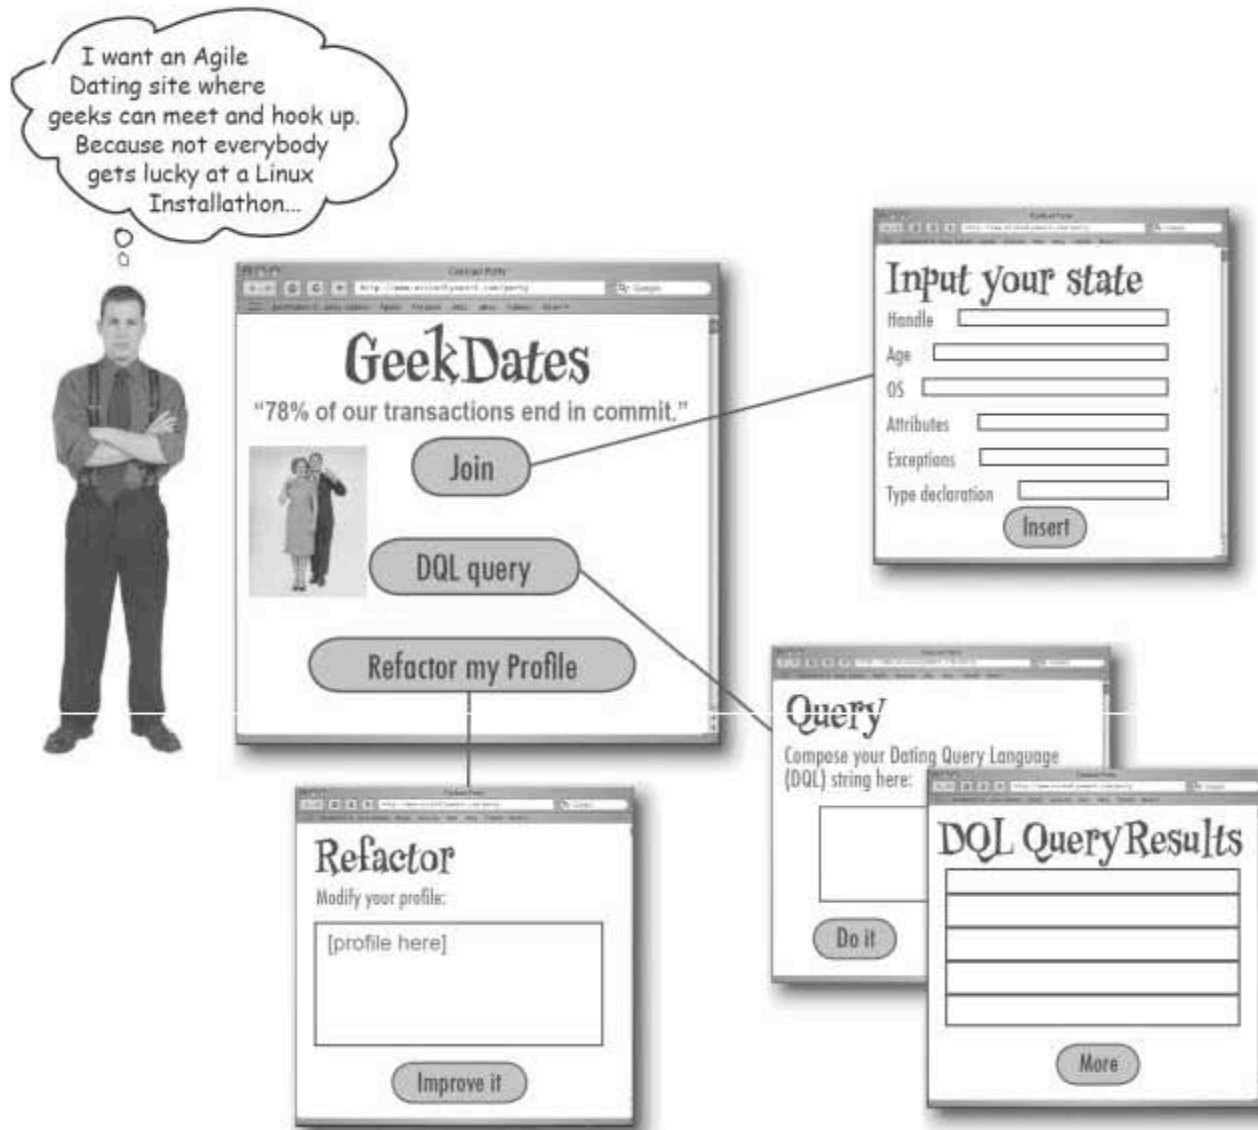 I want an Agile
Dating site where
geeks can meet and hook up.
Because not everybody
gets lucky at a Linux
Installathon...
GeekDates
“78% of our transactions end in commit.”
Join
DQL query
Refactor my Profile
Input your state
Handle
Age
OS
Attributes
Exceptions
Type declaration
Insert
Query
Compose your Dating Query Language
(DQL) string here:
Do it
DQL Query Results
More
Refactor
Modify your profile:
[profile here]
Improve it